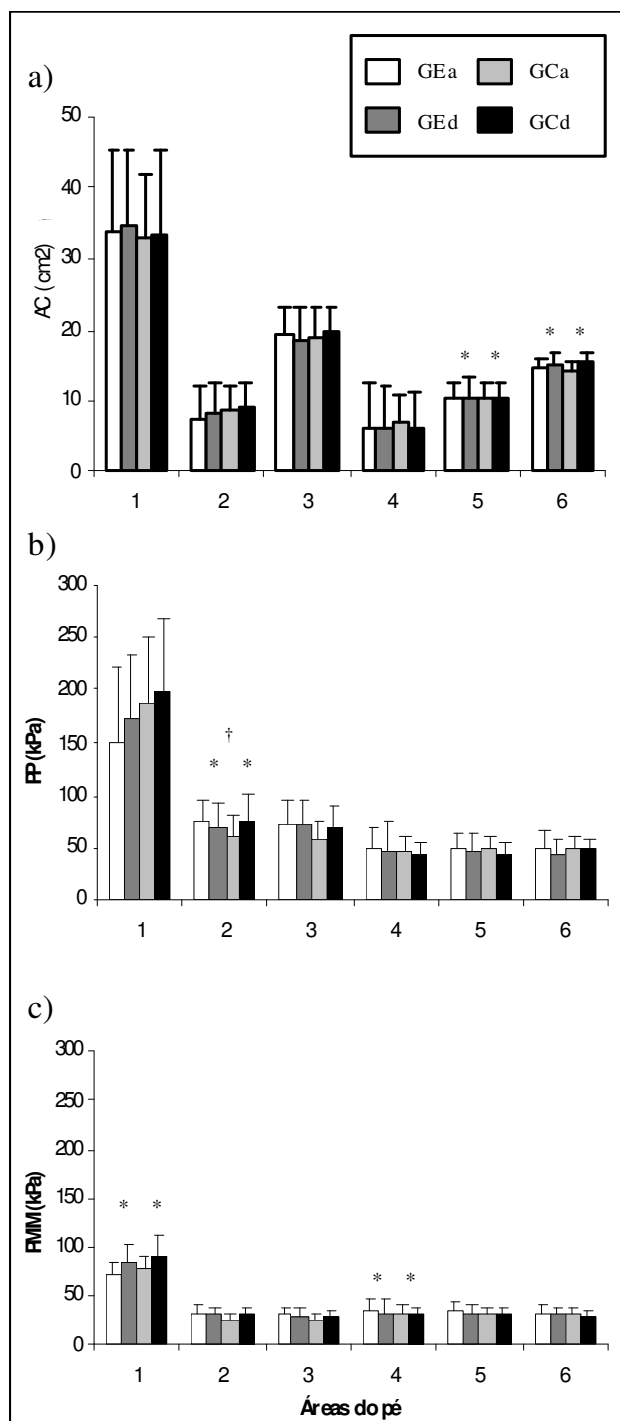 a)
GEa GCa
GEd GCd
50
40
30
20
10
0
AC (cm2)
* * * *
1 2 3 4 5 6
b)
300
250
200
150
100
50
0
PP (kPa)
†
* *
1 2 3 4 5 6
c)
300
250
200
150
100
50
0
PMM (kPa)
* * * *
1 2 3 4 5 6
Áreas do pé